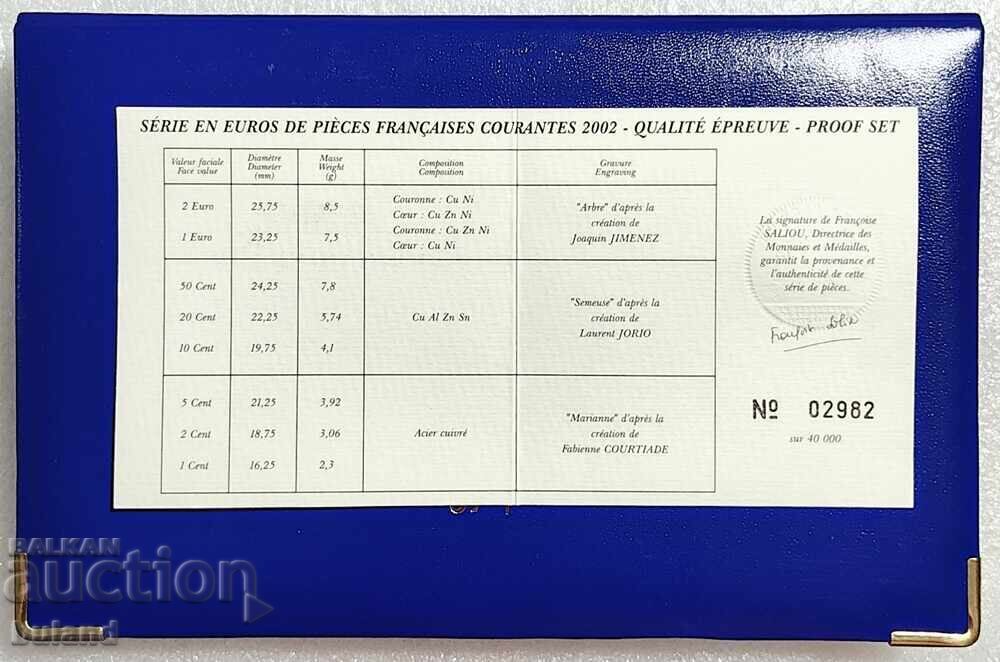 SÉRIE EN EUROS DE PIÈCES FRANÇAISES COURANTES 2002 - QUALITÉ ÉPREUVE - PROOF SET
Valeur faciale Diamètre Masse Composition Gravure
Face value Diameter Weight Composition Engraving
(mm) (g)
2 Euro 25,75 8,5 Couronne : Cu Ni
Cœur : Cu Zn Ni
1 Euro 23,25 7,5 Couronne : Cu Zn Ni
Cœur : Cu Ni
"Arbre" d'après la
création de
Joaquin JIMENEZ
50 Cent 24,25 7,8
20 Cent 22,25 5,74 Cu Al Zn Sn
10 Cent 19,75 4,1
"Semeuse" d'après la
création de
Laurent JORIO
5 Cent 21,25 3,92
2 Cent 18,75 3,06 Acier cuivré
1 Cent 16,25 2,3
"Marianne" d'après la
création de
Fabienne COURTIADE
La signature de Françoise
SALIOU, Directrice des
Monnaies et Médailles,
garantit la provenance et
l'authenticité de cette
série de pièces.
Nº 02982
sur 40 000
BALKAN
auction
buland